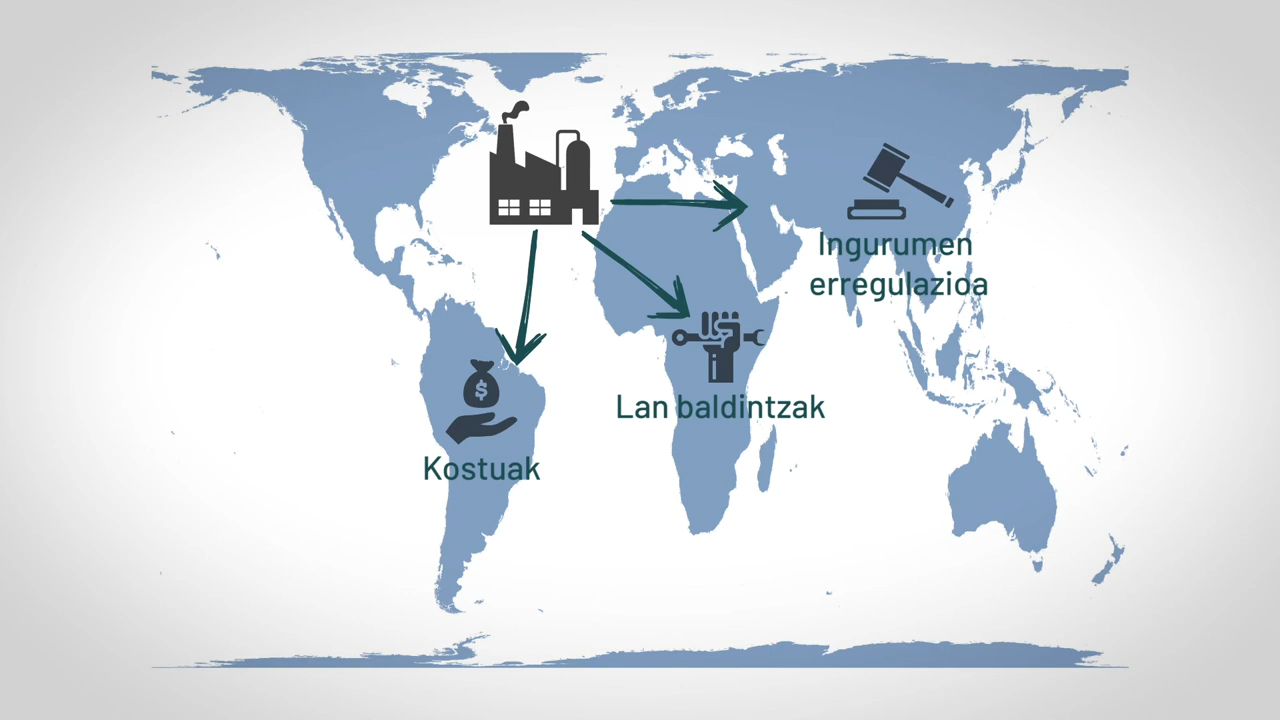 Ingurumen
erregulazioa
Lan baldintzak
$
Kostuak